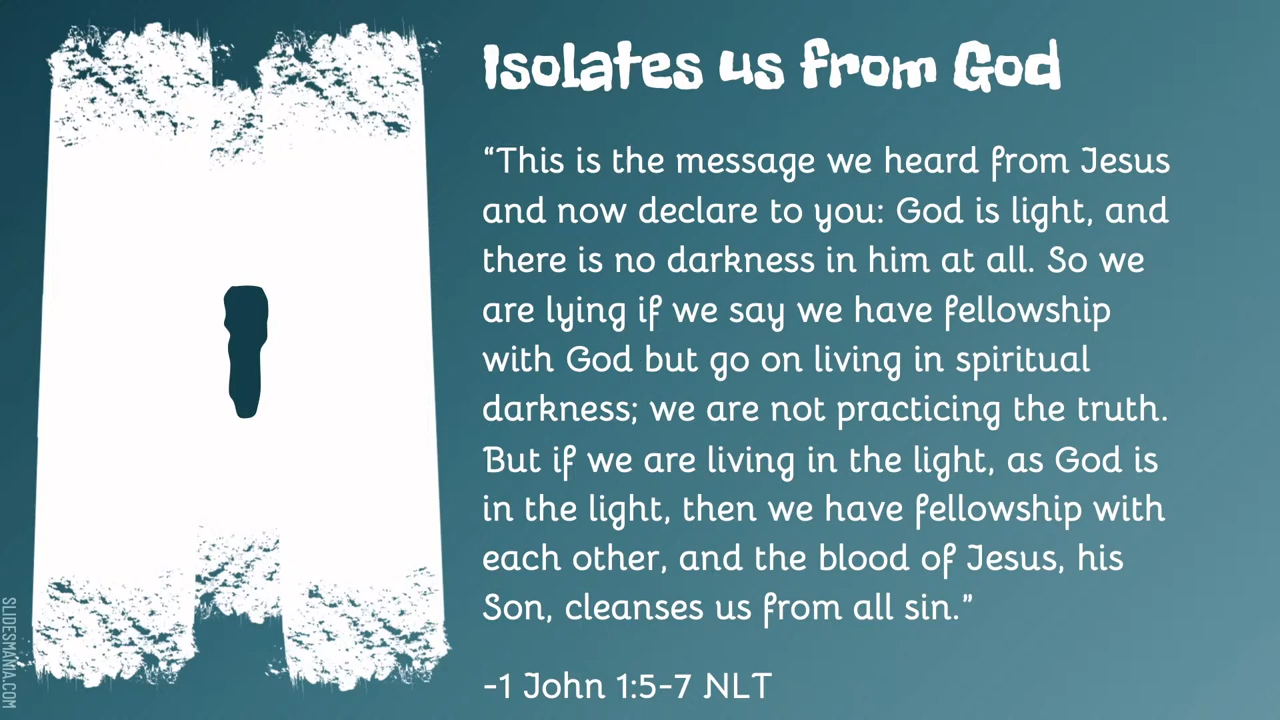 Isolates us from God
“This is the message we heard from Jesus
and now declare to you: God is light, and
there is no darkness in him at all. So we
are lying if we say we have fellowship
with God but go on living in spiritual
darkness; we are not practicing the truth.
But if we are living in the light, as God is
in the light, then we have fellowship with
each other, and the blood of Jesus, his
Son, cleanses us from all sin.”
-1 John 1:5-7 NLT
I
SLIDESMANIA.COM